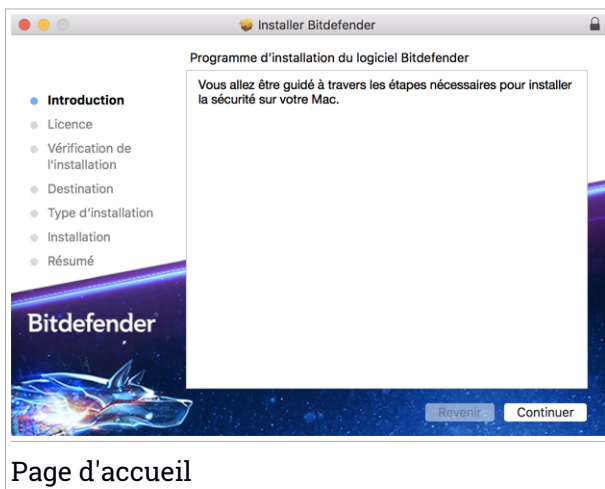 Installer Bitdefender
Programme d'installation du logiciel Bitdefender
Vous allez être guidé à travers les étapes nécessaires pour installer
la sécurité sur votre Mac.
Introduction
Licence
Vérification de
l'installation
Destination
Type d'installation
Installation
Résumé
Bitdefender
Revenir
Continuer
Page d'accueil